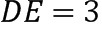 DE = 3